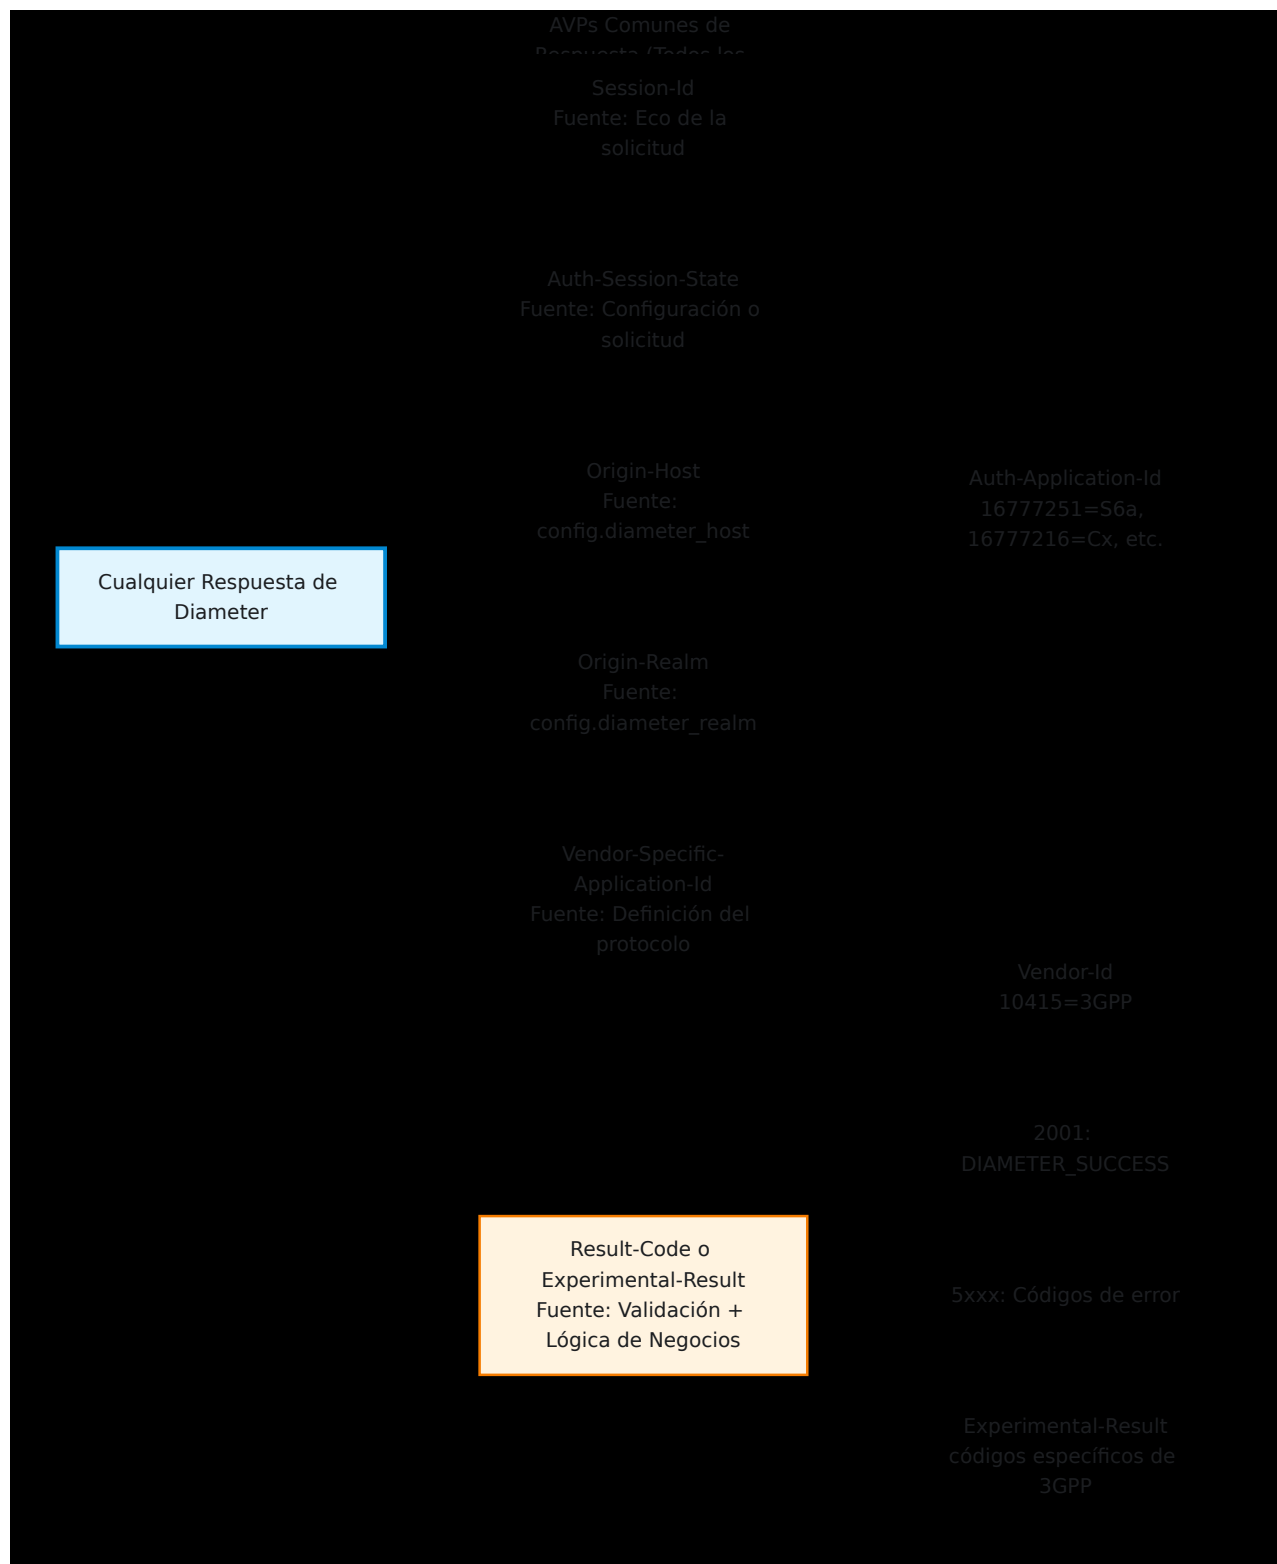 AVPs Comunes de
Respuesta (Todos los
Session-Id
Fuente: Eco de la
solicitud
Auth-Session-State
Fuente: Configuración o
solicitud
Origin-Host
Fuente:
config.diameter_host
Auth-Application-Id
16777251=S6a,
16777216=Cx, etc.
Cualquier Respuesta de
Diameter
Origin-Realm
Fuente:
config.diameter_realm
Vendor-Specific-
Application-Id
Fuente: Definición del
protocolo
Vendor-Id
10415=3GPP
2001:
DIAMETER_SUCCESS
Result-Code o
Experimental-Result
Fuente: Validación +
Lógica de Negocios
5xxx: Códigos de error
Experimental-Result
códigos específicos de
3GPP